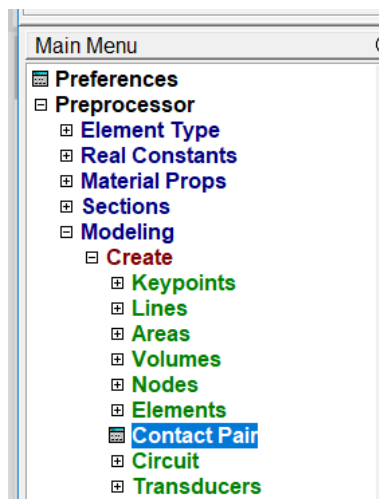 Main Menu
Preferences
Preprocessor
Element Type
Real Constants
Material Props
Sections
Modeling
Create
Keypoints
Lines
Areas
Volumes
Nodes
Elements
Contact Pair
Circuit
Transducers